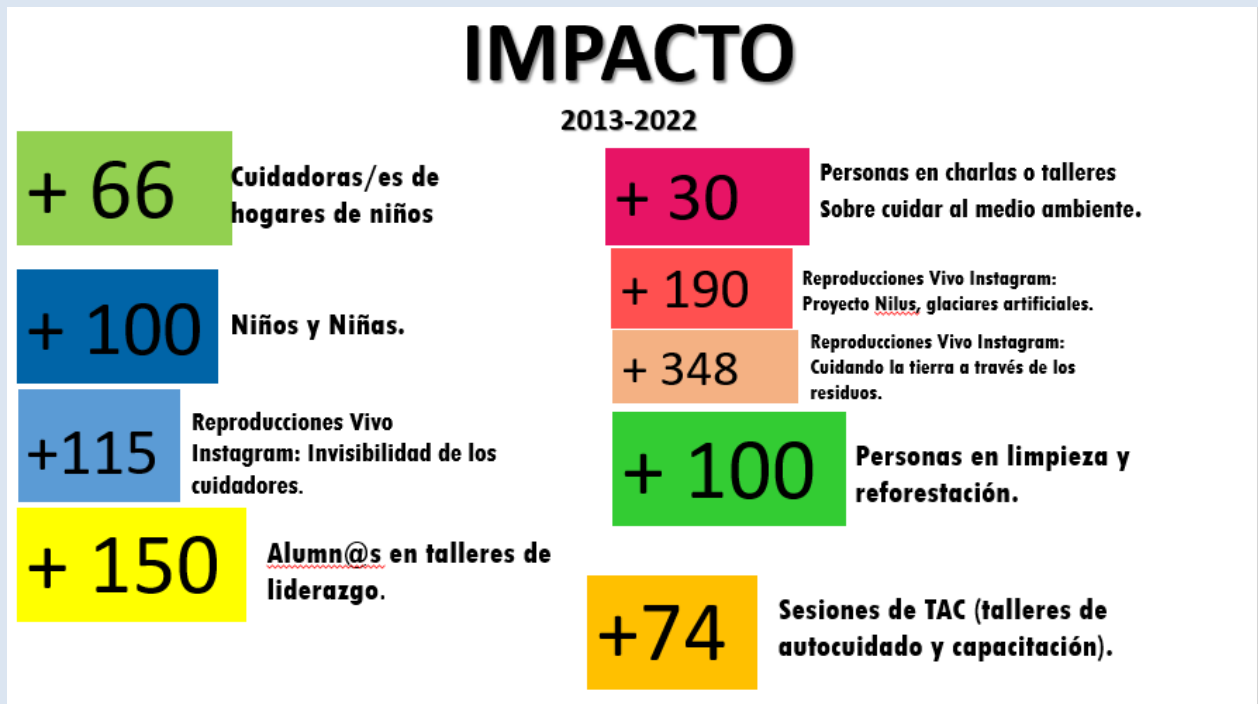 IMPACTO
2013-2022
+ 66
Cuidadoras/es de
hogares de niños
+ 100
Niños y Niñas.
+115
Reproducciones Vivo
Instagram: Invisibilidad de los
cuidadores.
+ 150
Alumn@s en talleres de
liderazgo.
+ 30
Personas en charlas o talleres
Sobre cuidar al medio ambiente.
+ 190
Reproducciones Vivo Instagram:
Proyecto Nilus, glaciares artificiales.
+ 348
Reproducciones Vivo Instagram:
Cuidando la tierra a través de los
residuos.
+ 100
Personas en limpieza y
reforestación.
+74
Sesiones de TAC (talleres de
autocuidado y capacitación).